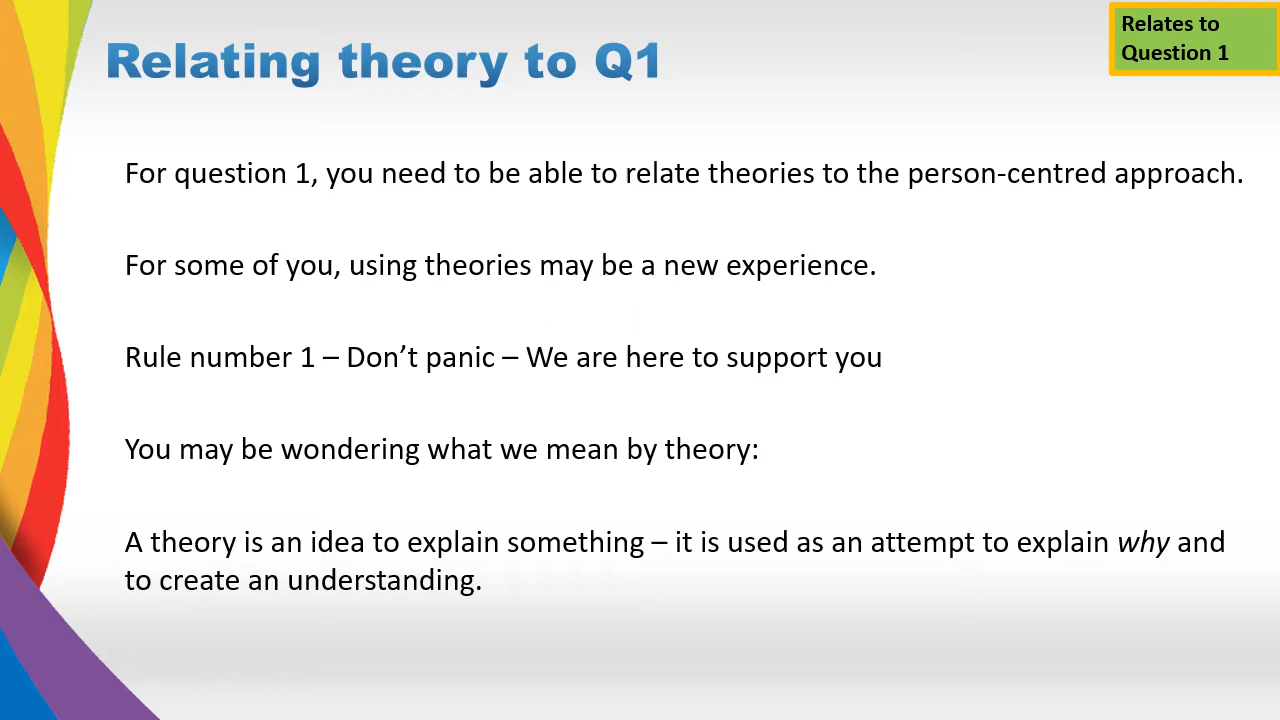 Relating theory to Q1
Relates to
Question 1
For question 1, you need to be able to relate theories to the person-centred approach.
For some of you, using theories may be a new experience.
Rule number 1 – Don’t panic – We are here to support you
You may be wondering what we mean by theory:
A theory is an idea to explain something – it is used as an attempt to explain why and
to create an understanding.